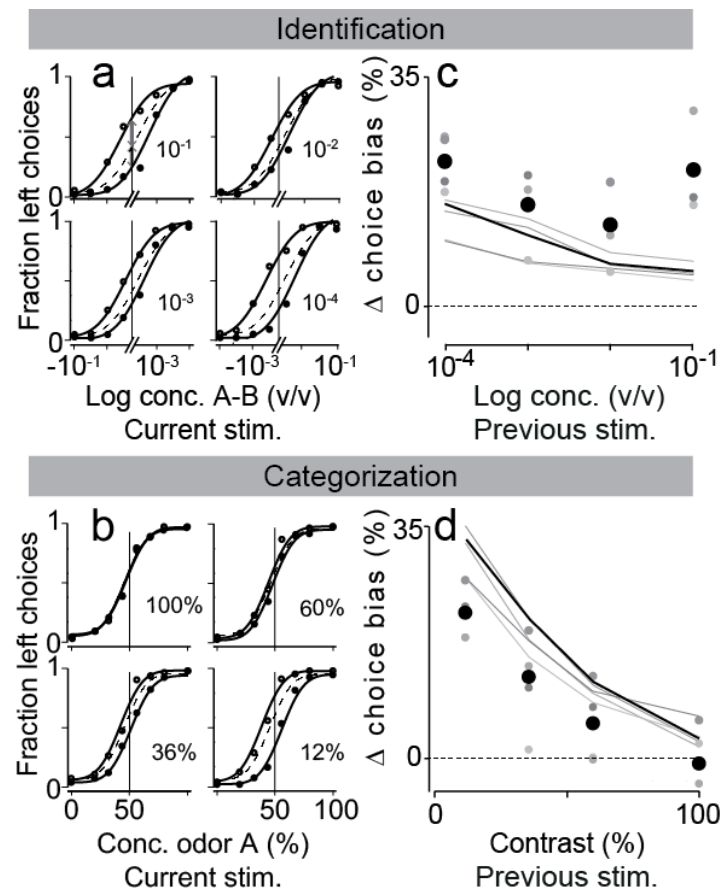 Identification
a
c
Fraction left choices
1
0
10⁻¹
10⁻²
1
0
10⁻³
10⁻⁴
-10⁻¹
10⁻³
-10⁻³
10⁻¹
Log conc. A-B (v/v)
Current stim.
Δ choice bias (%)
35
0
10⁻⁴
10⁻¹
Log conc. (v/v)
Previous stim.
Categorization
b
d
Fraction left choices
1
0
100%
60%
1
0
36%
12%
0
50
100
0
50
100
Conc. odor A (%)
Current stim.
Δ choice bias (%)
35
0
0
100
Contrast (%)
Previous stim.